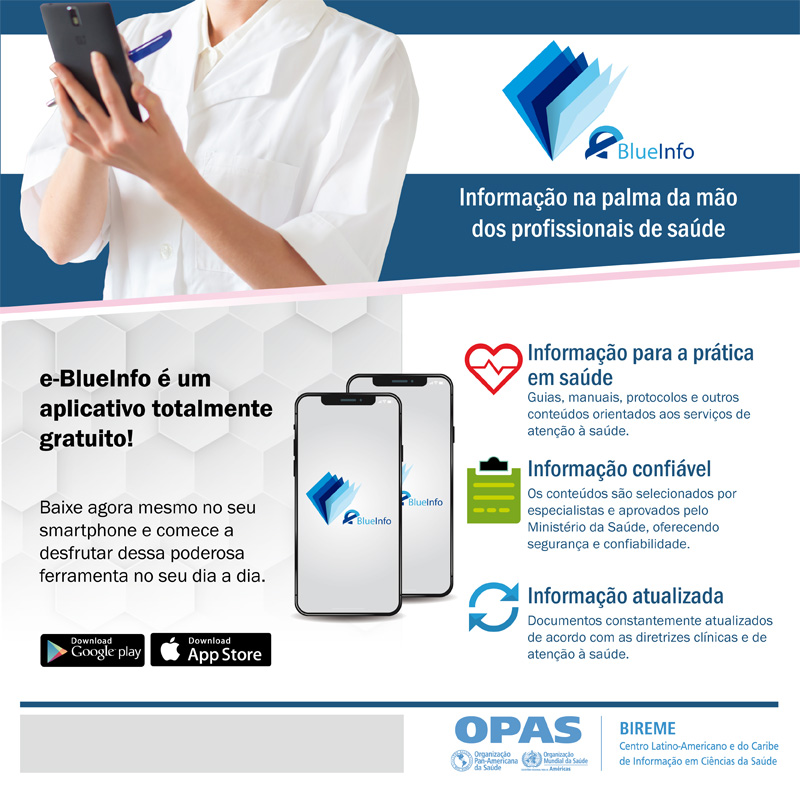 e BlueInfo
Informação na palma da mão
dos profissionais de saúde
e-BlueInfo é um
aplicativo totalmente
gratuito!
Baixe agora mesmo no seu
smartphone e comece a
desfrutar dessa poderosa
ferramenta no seu dia a dia.
Download
Google play
Download
App Store
e BlueInfo
e BlueInfo
Informação para a prática
em saúde
Guias, manuais, protocolos e outros
conteúdos orientados aos serviços de
atenção à saúde.
Informação confiável
Os conteúdos são selecionados por
especialistas e aprovados pelo
Ministério da Saúde, oferecendo
segurança e confiabilidade.
Informação atualizada
Documentos constantemente atualizados
de acordo com as diretrizes clínicas e de
atenção à saúde.
OPAS
Organização
Pan-Americana
da Saúde
Organização
Mundial da Saúde
Américas
BIREME
Centro Latino-Americano e do Caribe
de Informação em Ciências da Saúde